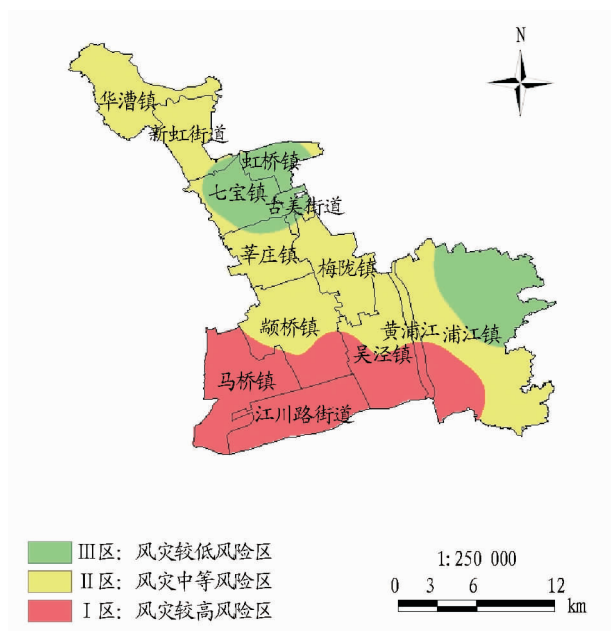 N
华漕镇
新虹街道
虹桥镇
七宝镇
古美街道
莘庄镇
梅陇镇
颛桥镇
黄浦江
浦江镇
吴泾镇
马桥镇
江川路街道
Ⅲ区：风灾较低风险区
Ⅱ区：风灾中等风险区
Ⅰ区：风灾较高风险区
1:250 000
0 3 6 12
km